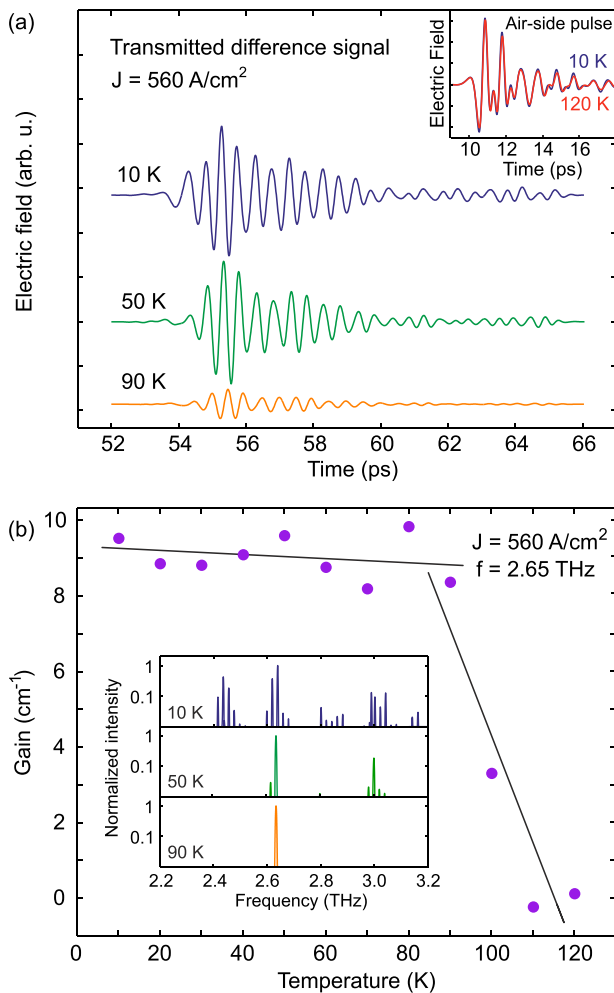 (a)
Transmitted difference signal
J = 560 A/cm²
Air-side pulse
10 K
120 K
Electric Field
10 12 14 16
Time (ps)
10 K
50 K
90 K
Electric field (arb. u.)
52 54 56 58 60 62 64 66
Time (ps)
(b)
J = 560 A/cm²
f = 2.65 THz
10
8
6
4
2
0
Gain (cm⁻¹)
Normalized intensity
1
0.1
10 K
1
0.1
50 K
1
0.1
90 K
2.2 2.4 2.6 2.8 3.0 3.2
Frequency (THz)
0 20 40 60 80 100 120
Temperature (K)